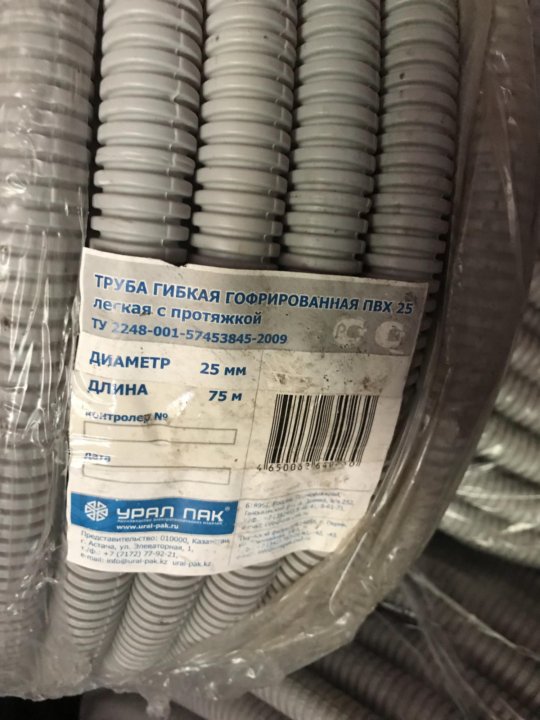 ТРУБА ГИБКАЯ ГОФРИРОВАННАЯ ПВХ 25
легкая с протяжкой
ТУ 2248-001-57453845-2009
ДИАМЕТР 25 мм
ДЛИНА 75 м
контролер №
дата
УРАЛ ПАК
www.ural-pak.ru
Представительство: 010000, Казахстан
г. Астана, ул. Элеваторная, 1,
т./ф.: +7 (7172) 77-92-21,
e-mail: info@ural-pak.kz ural-pak.kz